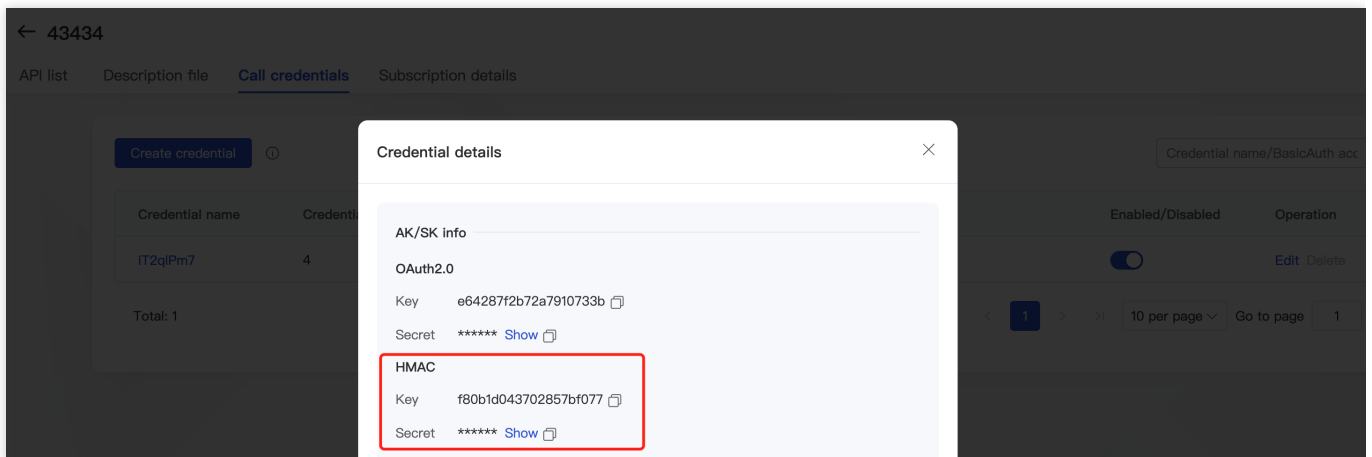 ← 43434
API list Description file Call credentials Subscription details
Create credential
Credential name/BasicAuth acc
Credential details
Credential name Credentia Enabled/Disabled Operation
AK/SK info
IT2qlPm7 4 Edit Delete
OAuth2.0
Key e64287f2b72a7910733b
Total: 1 1 10 per page Go to page 1
Secret ****** Show
HMAC
Key f80b1d043702857bf077
Secret ****** Show